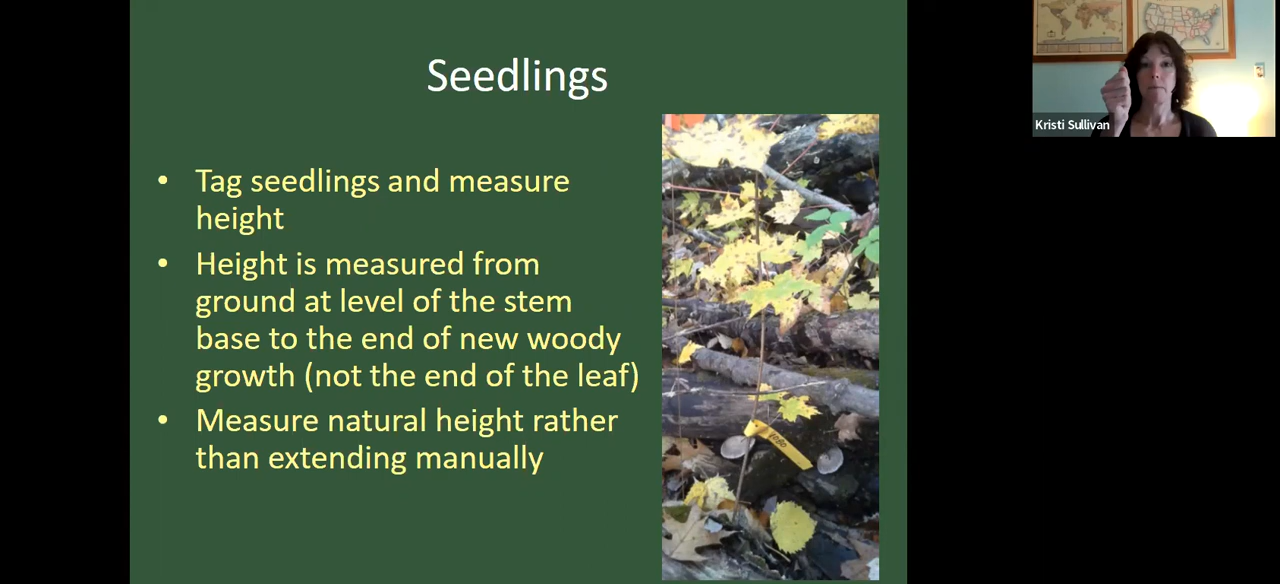 Seedlings
• Tag seedlings and measure
height
• Height is measured from
ground at level of the stem
base to the end of new woody
growth (not the end of the leaf)
• Measure natural height rather
than extending manually
Kristi Sullivan